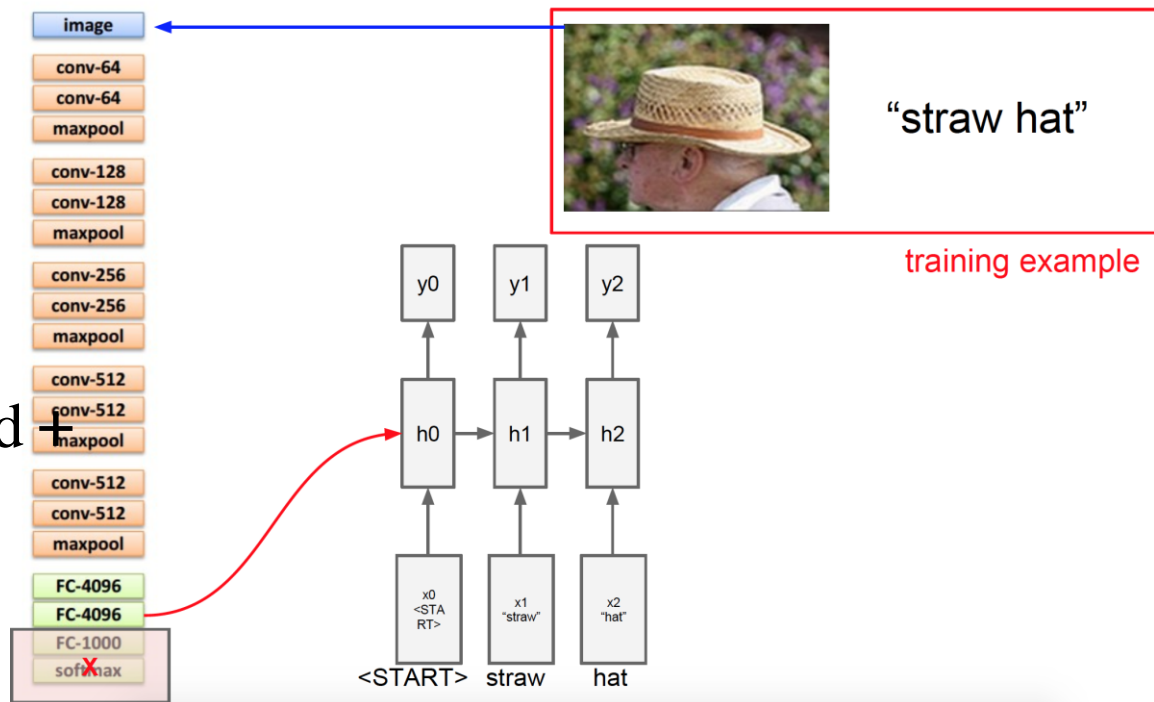 image
conv-64
conv-64
maxpool
conv-128
conv-128
maxpool
conv-256
conv-256
maxpool
conv-512
conv-512
maxpool
conv-512
conv-512
maxpool
FC-4096
FC-4096
FC-1000
softmax
X
d +
“straw hat”
training example
y0 y1 y2
h0 h1 h2
x0
<STA
RT>
x1
“straw”
x2
“hat”
<START> straw hat